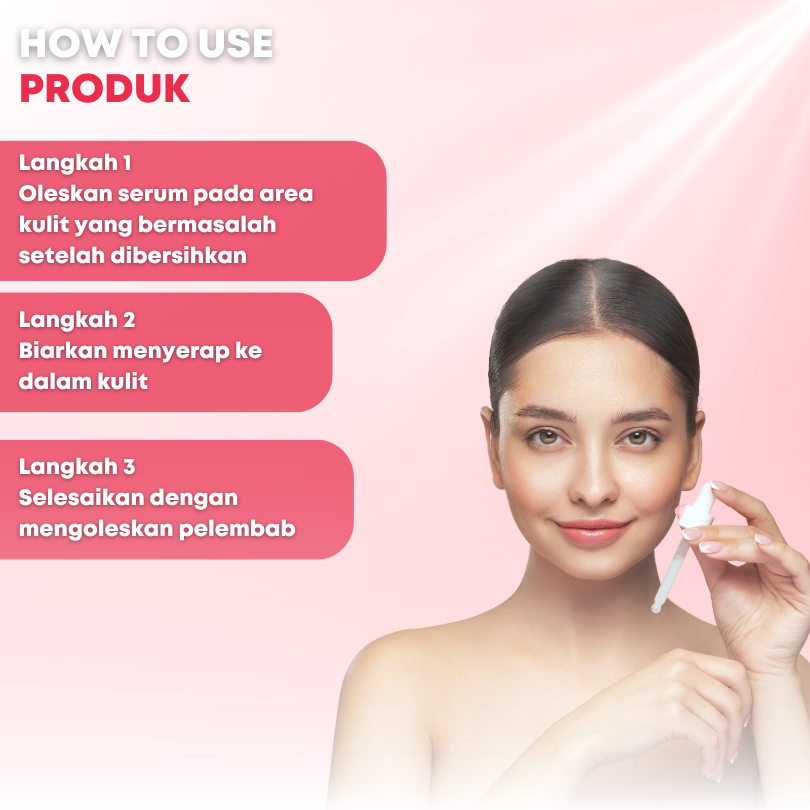 HOW TO USE
PRODUK
Langkah 1
Oleskan serum pada area
kulit yang bermasalah
setelah dibersihkan
Langkah 2
Biarkan menyerap ke
dalam kulit
Langkah 3
Selesaikan dengan
mengoleskan pelembab